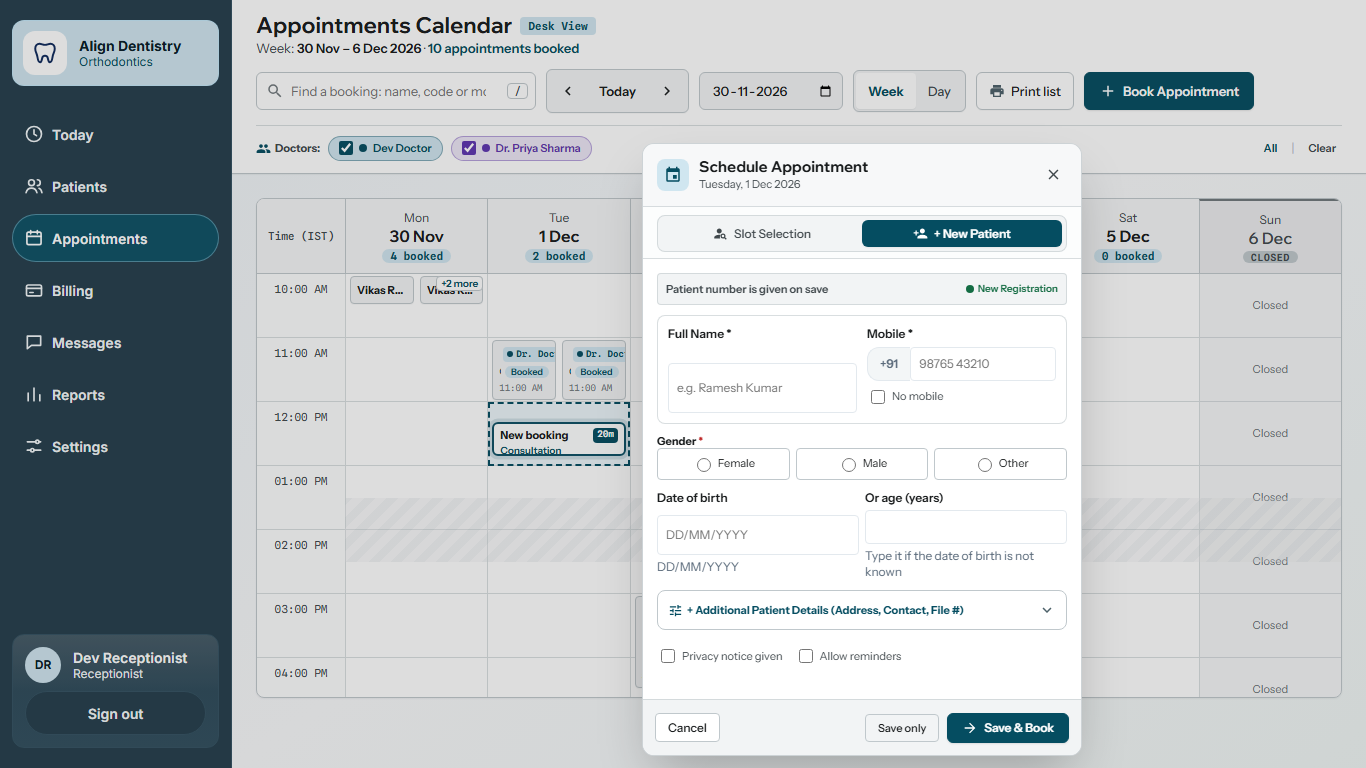 Align Dentistry
Orthodontics
Today
Patients
Appointments
Billing
Messages
Reports
Settings
DR
Dev Receptionist
Receptionist
Sign out
Appointments Calendar
Desk View
Week: 30 Nov – 6 Dec 2026 · 10 appointments booked
Find a booking: name, code or mo
/
Today
30-11-2026
Week
Day
Print list
Book Appointment
Doctors:
Dev Doctor
Dr. Priya Sharma
All
Clear
Time (IST)
Mon
30 Nov
4 booked
Tue
1 Dec
2 booked
Sat
5 Dec
0 booked
Sun
6 Dec
CLOSED
10:00 AM
Vikas R...
+2 more
Closed
11:00 AM
Dr. Doc
Booked
11:00 AM
Dr. Doc
Booked
11:00 AM
Closed
12:00 PM
New booking
20m
Consultation
Closed
01:00 PM
Closed
02:00 PM
Closed
03:00 PM
Closed
04:00 PM
Closed
Schedule Appointment
Tuesday, 1 Dec 2026
Slot Selection
+ New Patient
Patient number is given on save
New Registration
Full Name *
e.g. Ramesh Kumar
Mobile *
+91
98765 43210
No mobile
Gender *
Female
Male
Other
Date of birth
DD/MM/YYYY
DD/MM/YYYY
Or age (years)
Type it if the date of birth is not
known
+ Additional Patient Details (Address, Contact, File #)
Privacy notice given
Allow reminders
Cancel
Save only
Save & Book